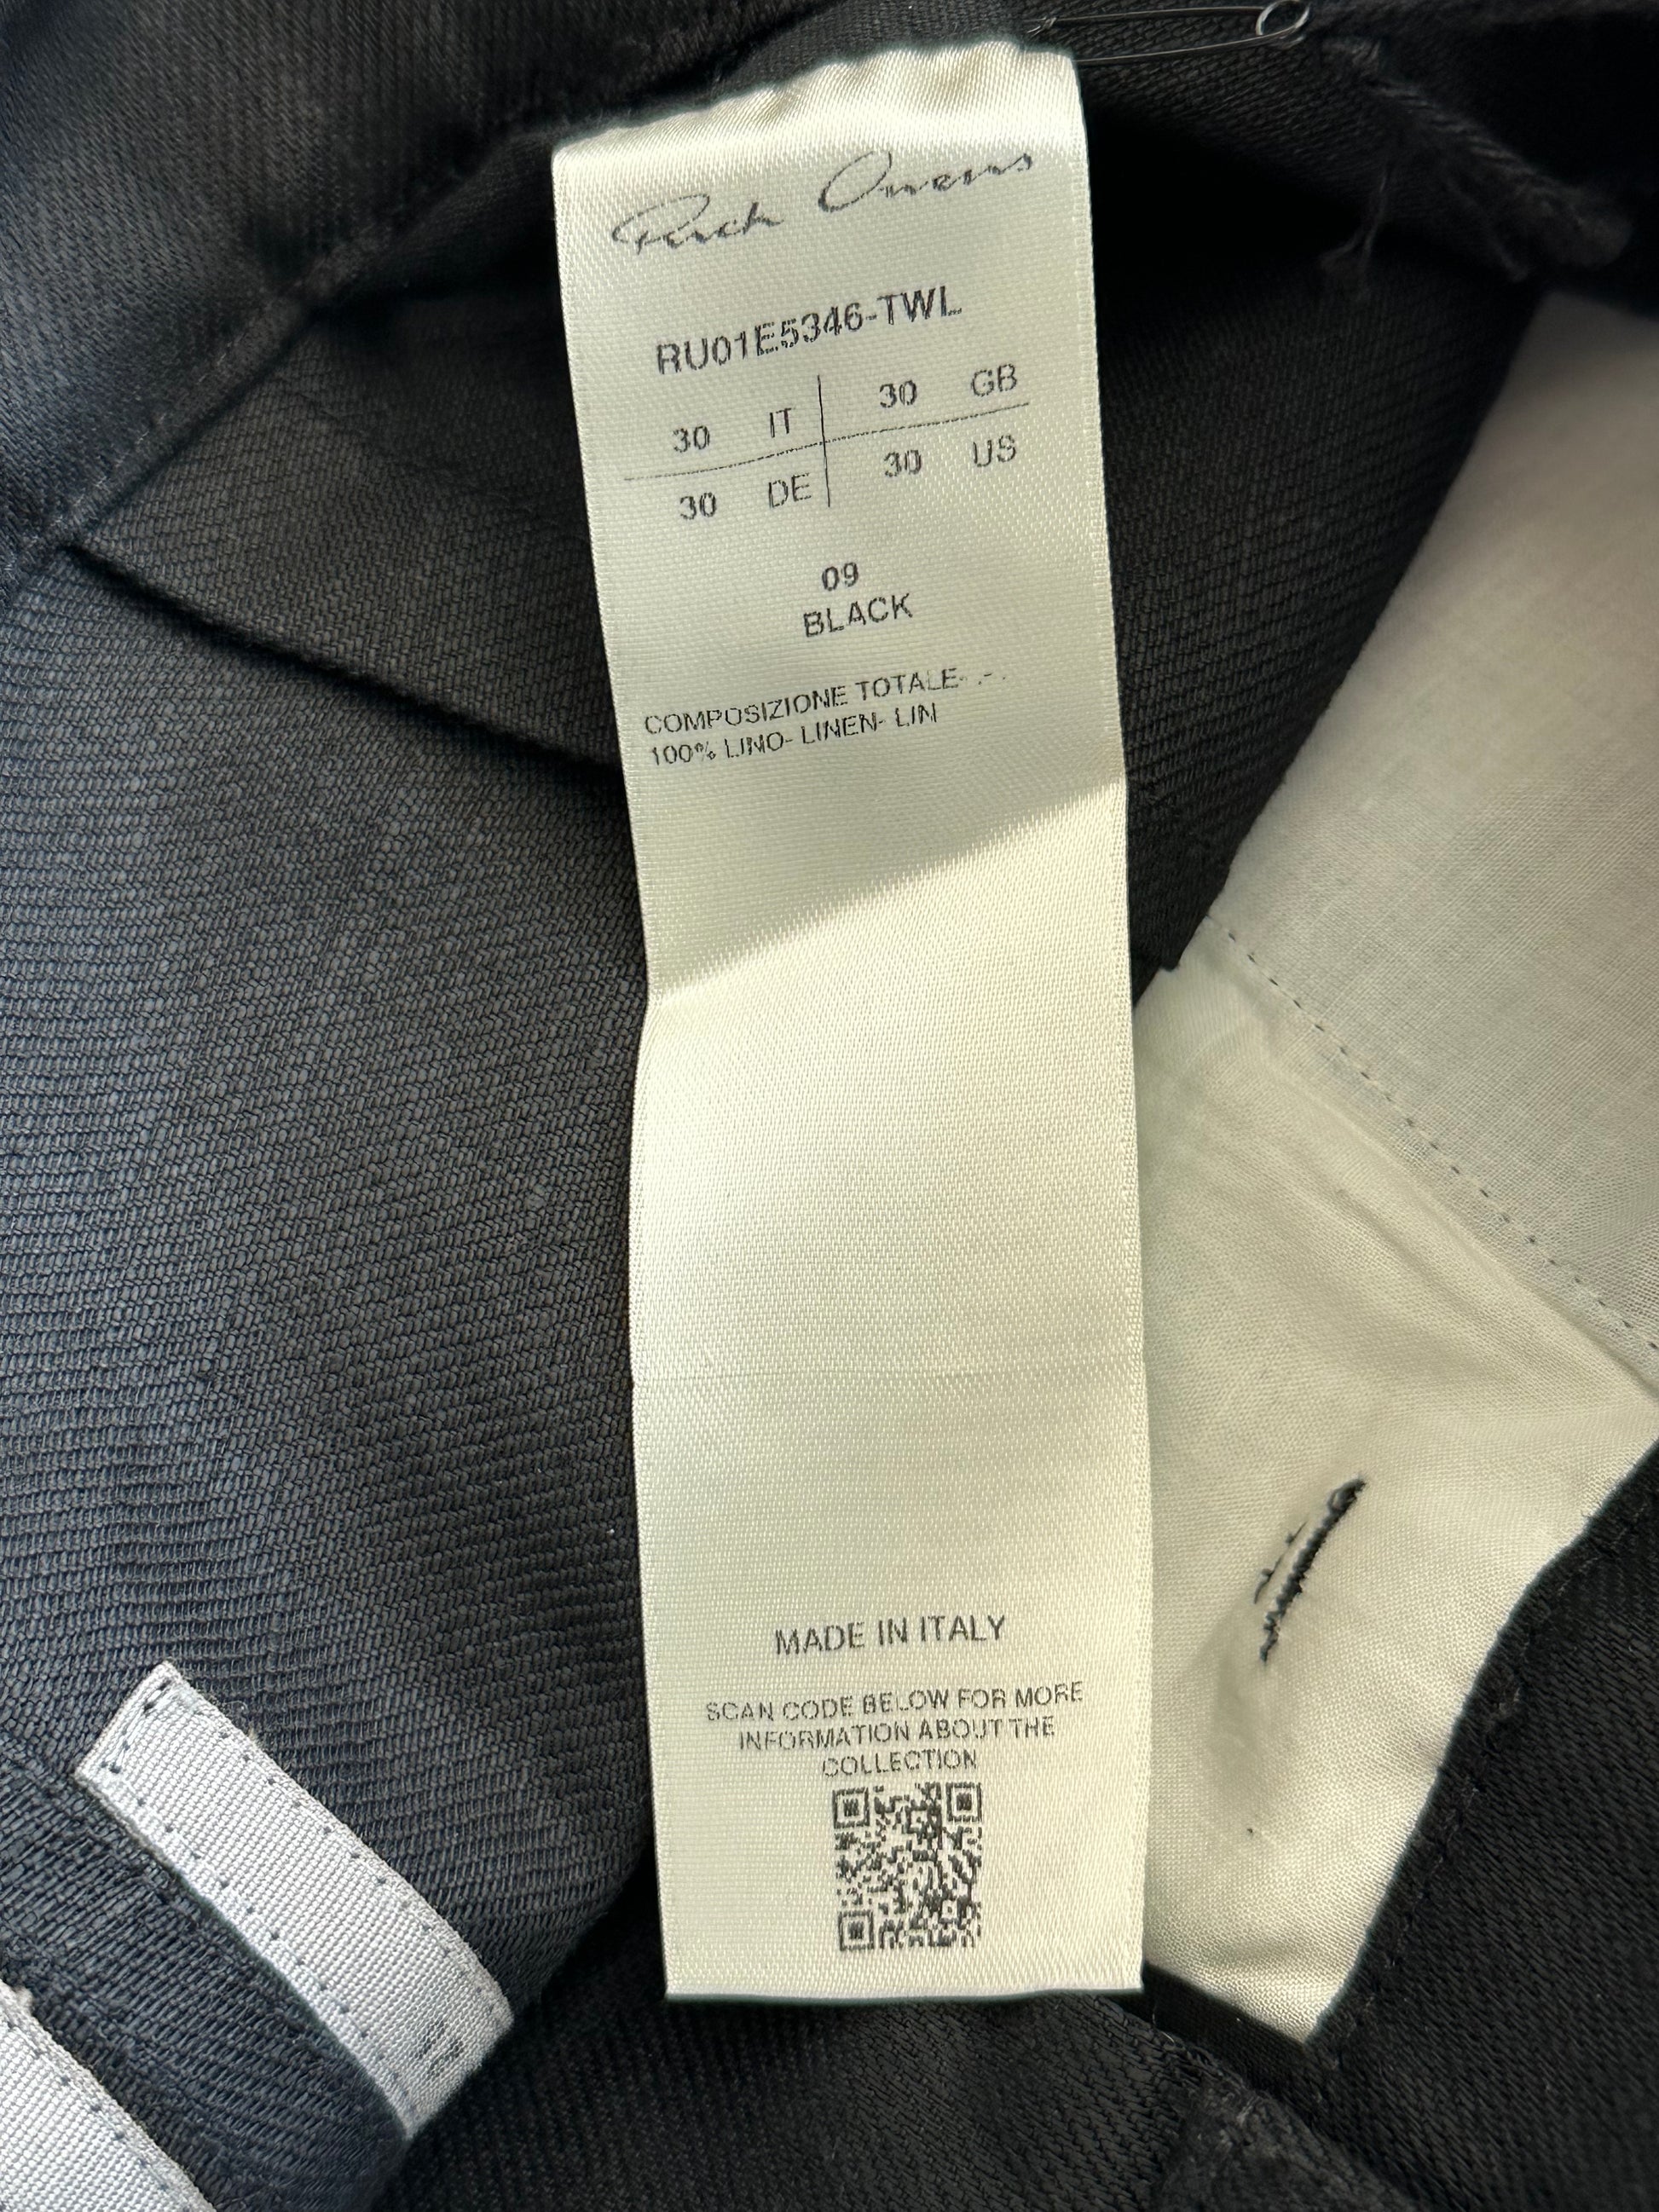 Rick Owens
RU01E5346-TWL
30 IT 30 GB
30 DE 30 US
09
BLACK
COMPOSIZIONE TOTALE- .-.
100% LINO- LINEN- LIN
MADE IN ITALY
SCAN CODE BELOW FOR MORE
INFORMATION ABOUT THE
COLLECTION